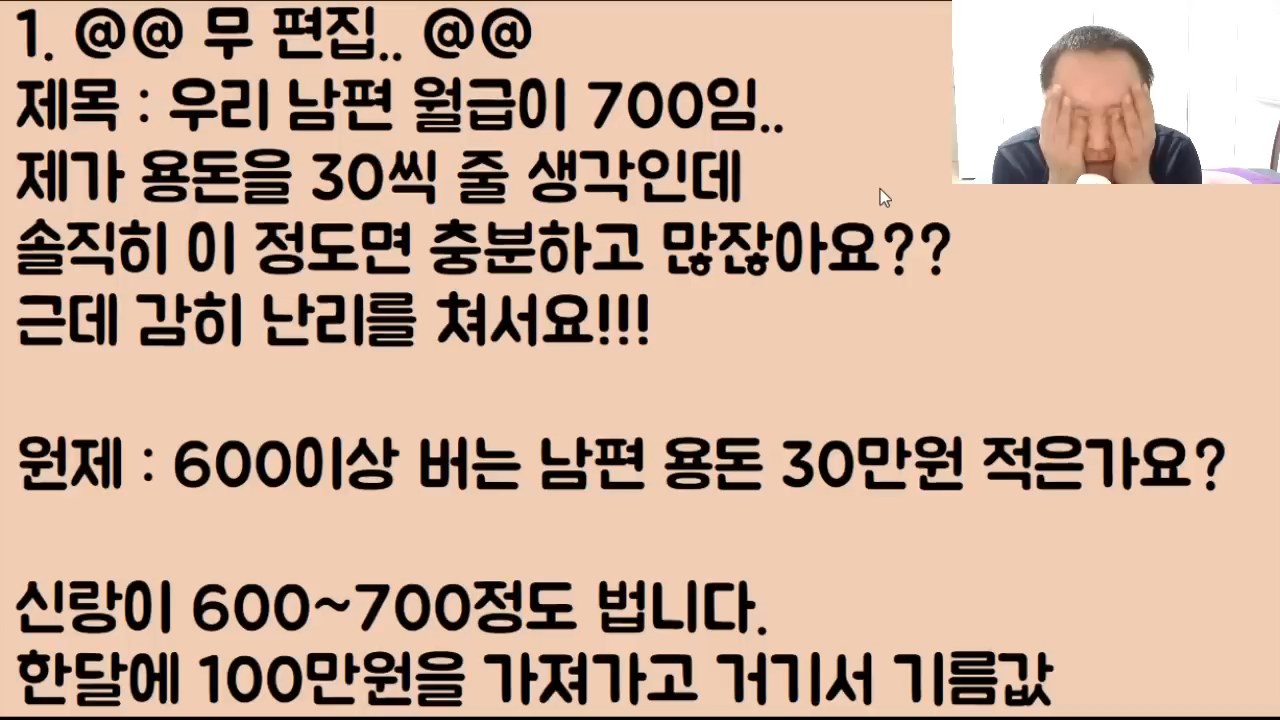 1. @@ 무 편집.. @@
제목 : 우리 남편 월급이 700임..
제가 용돈을 30씩 줄 생각인데
솔직히 이 정도면 충분하고 많잖아요??
근데 감히 난리를 쳐서요!!!
원제 : 600이상 버는 남편 용돈 30만원 적은가요?
신랑이 600~700정도 법니다.
한달에 100만원을 가져가고 거기서 기름값